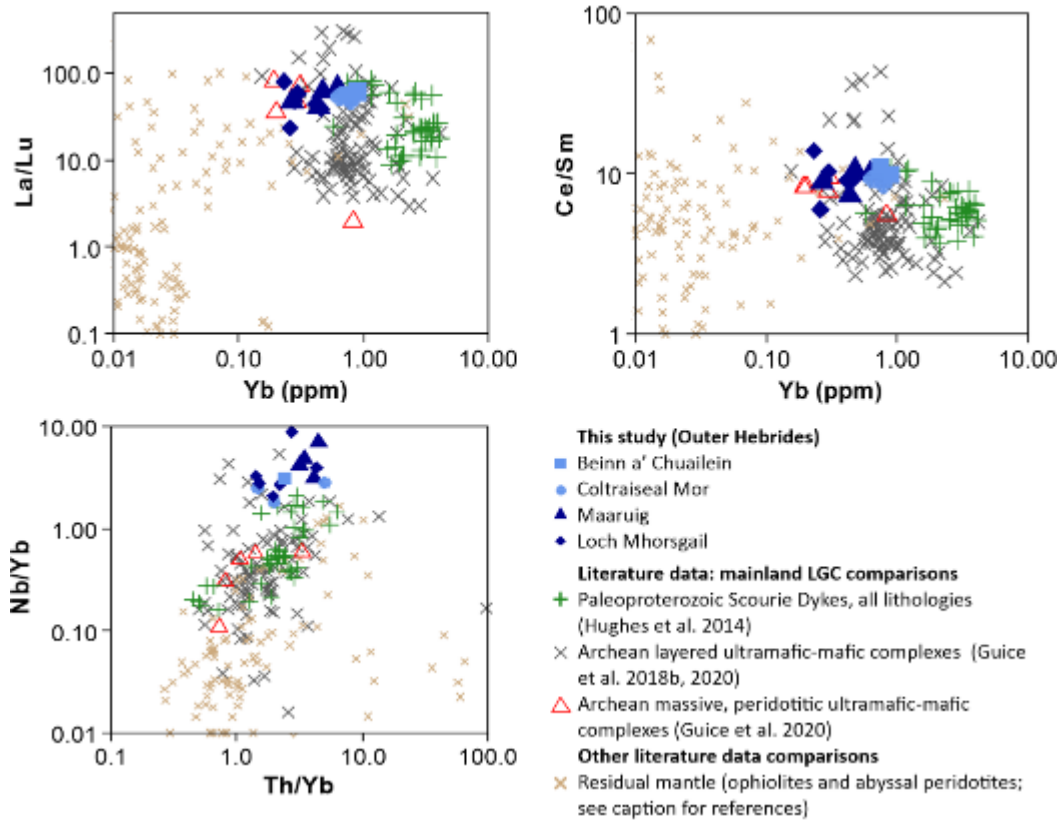 100.0
10.0
1.0
0.1
La/Lu
0.01
0.10
1.00
10.00
Yb (ppm)
100
10
1
Ce/Sm
0.01
0.10
1.00
10.00
Yb (ppm)
10.00
1.00
0.10
0.01
Nb/Yb
0.1
1.0
10.0
100.0
Th/Yb
This study (Outer Hebrides)
Beinn a' Chuailein
Coltraiseal Mor
Maaruig
Loch Mhorsgail
Literature data: mainland LGC comparisons
Paleoproterozoic Scourie Dykes, all lithologies
(Hughes et al. 2014)
Archean layered ultramafic-mafic complexes (Guice
et al. 2018b, 2020)
Archean massive, peridotitic ultramafic-mafic
complexes (Guice et al. 2020)
Other literature data comparisons
Residual mantle (ophiolites and abyssal peridotites;
see caption for references)